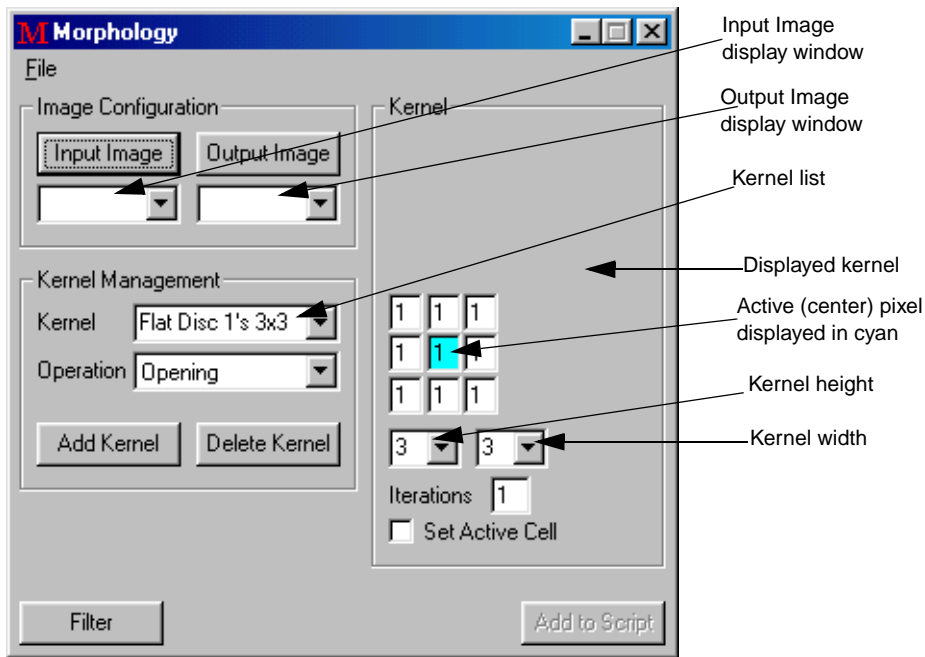 M Morphology
File
Image Configuration
Input Image
Output Image
Kernel Management
Kernel
Flat Disc 1's 3x3
Operation
Opening
Add Kernel
Delete Kernel
Kernel
1 1 1
1 1 1
1 1 1
3
3
Iterations
1
Set Active Cell
Filter
Add to Script
Input Image
display window
Output Image
display window
Kernel list
Displayed kernel
Active (center) pixel
displayed in cyan
Kernel height
Kernel width